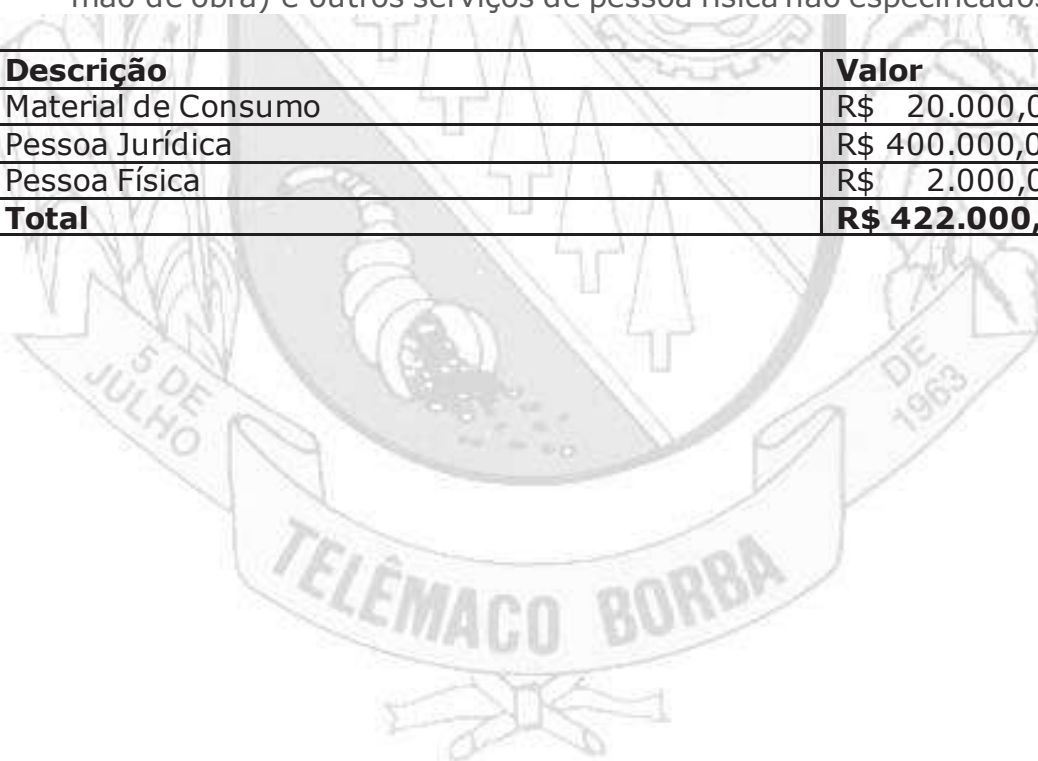 mão de obra) e outros serviços de pessoa física não especificados
Descrição Valor
Material de Consumo R$ 20.000,0
Pessoa Jurídica R$ 400.000,0
Pessoa Física R$ 2.000,0
Total R$ 422.000,
5 DE
JULHO
DE
1963
TELÊMACO BORBA